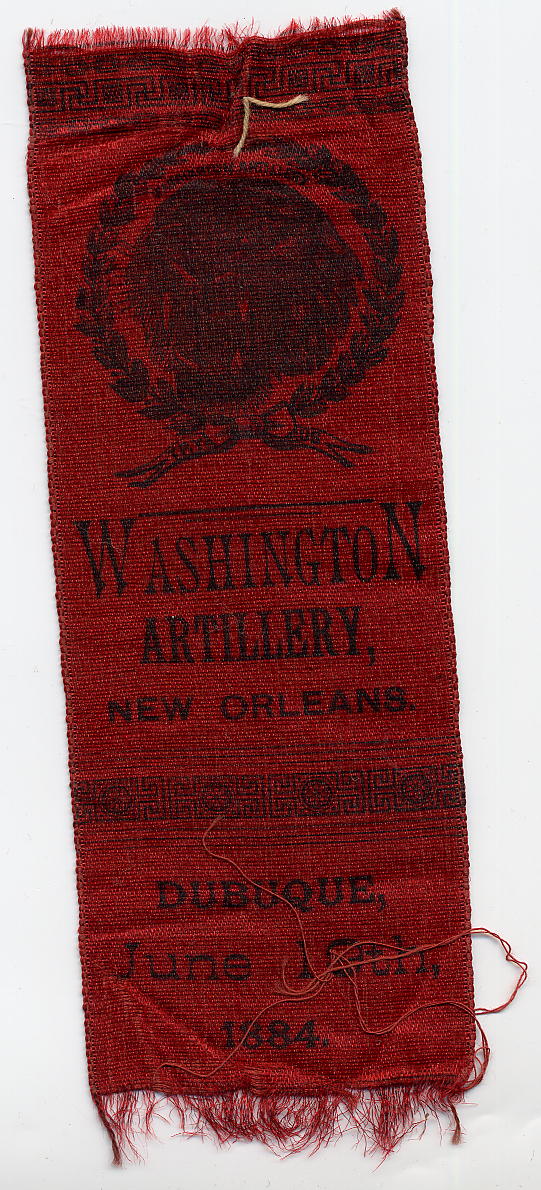 WASHINGTON
ARTILLERY,
NEW ORLEANS.
DUBUQUE,
June
1884.